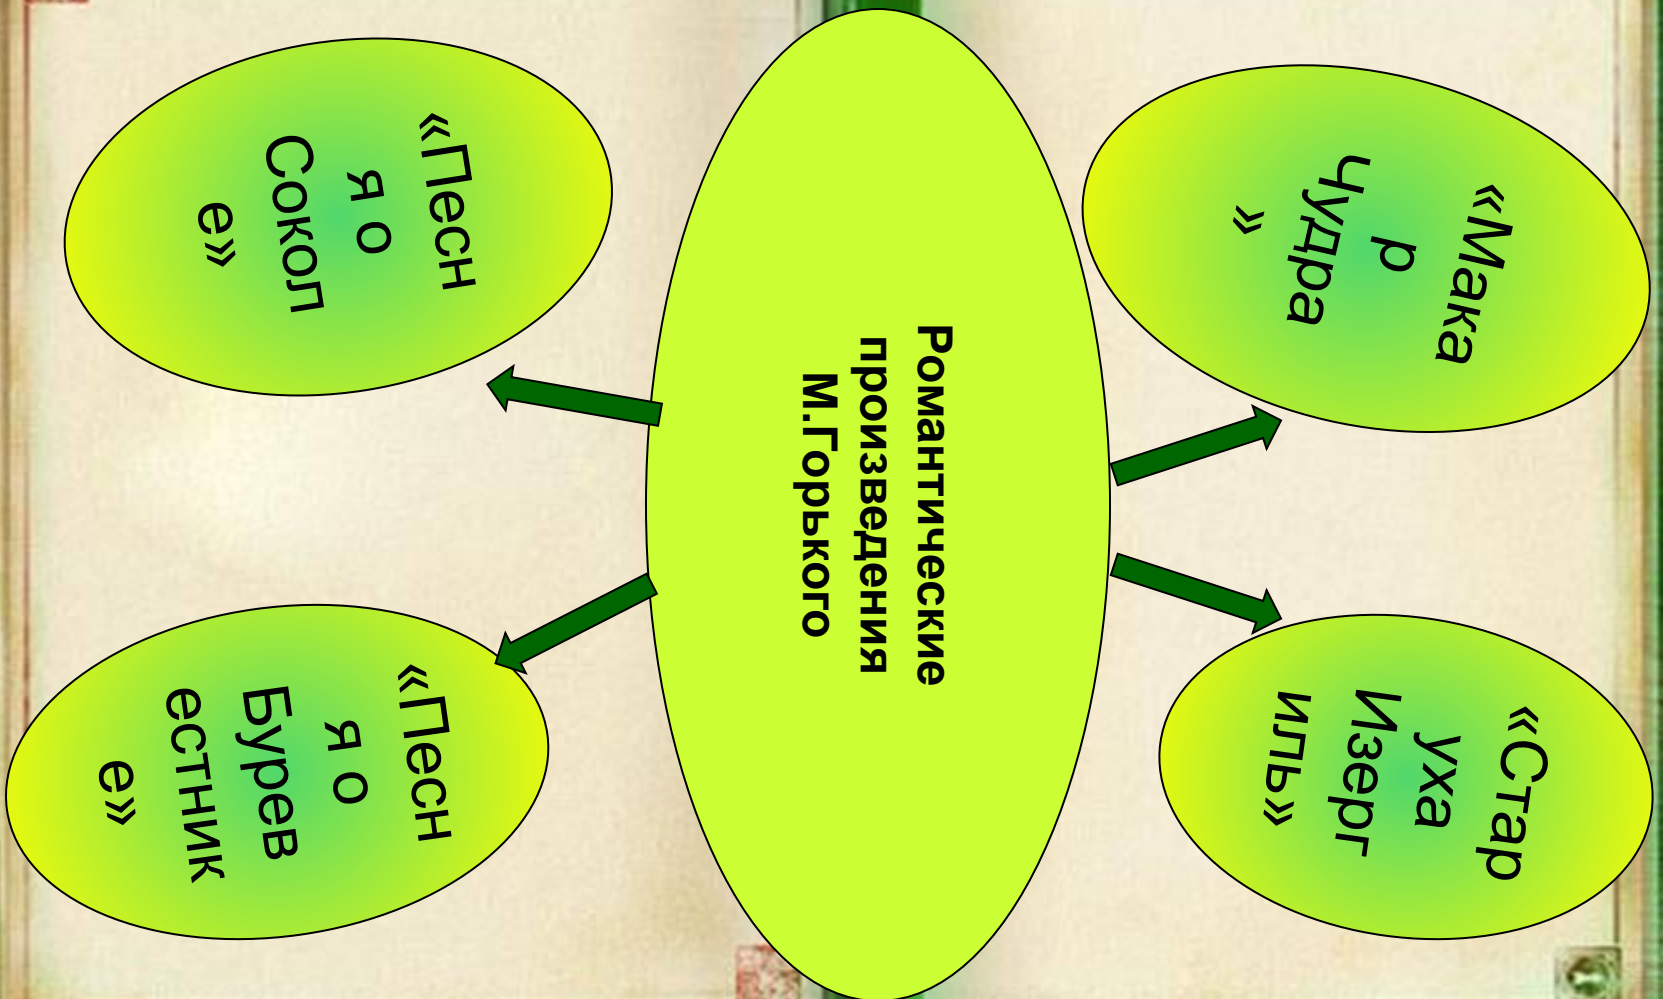 Романтические
произведения
М.Горького
«Мака
р
Чудра
»
«Стар
уха
Изерг
иль»
«Песн
я о
Сокол
е»
«Песн
я о
Бурев
естник
е»